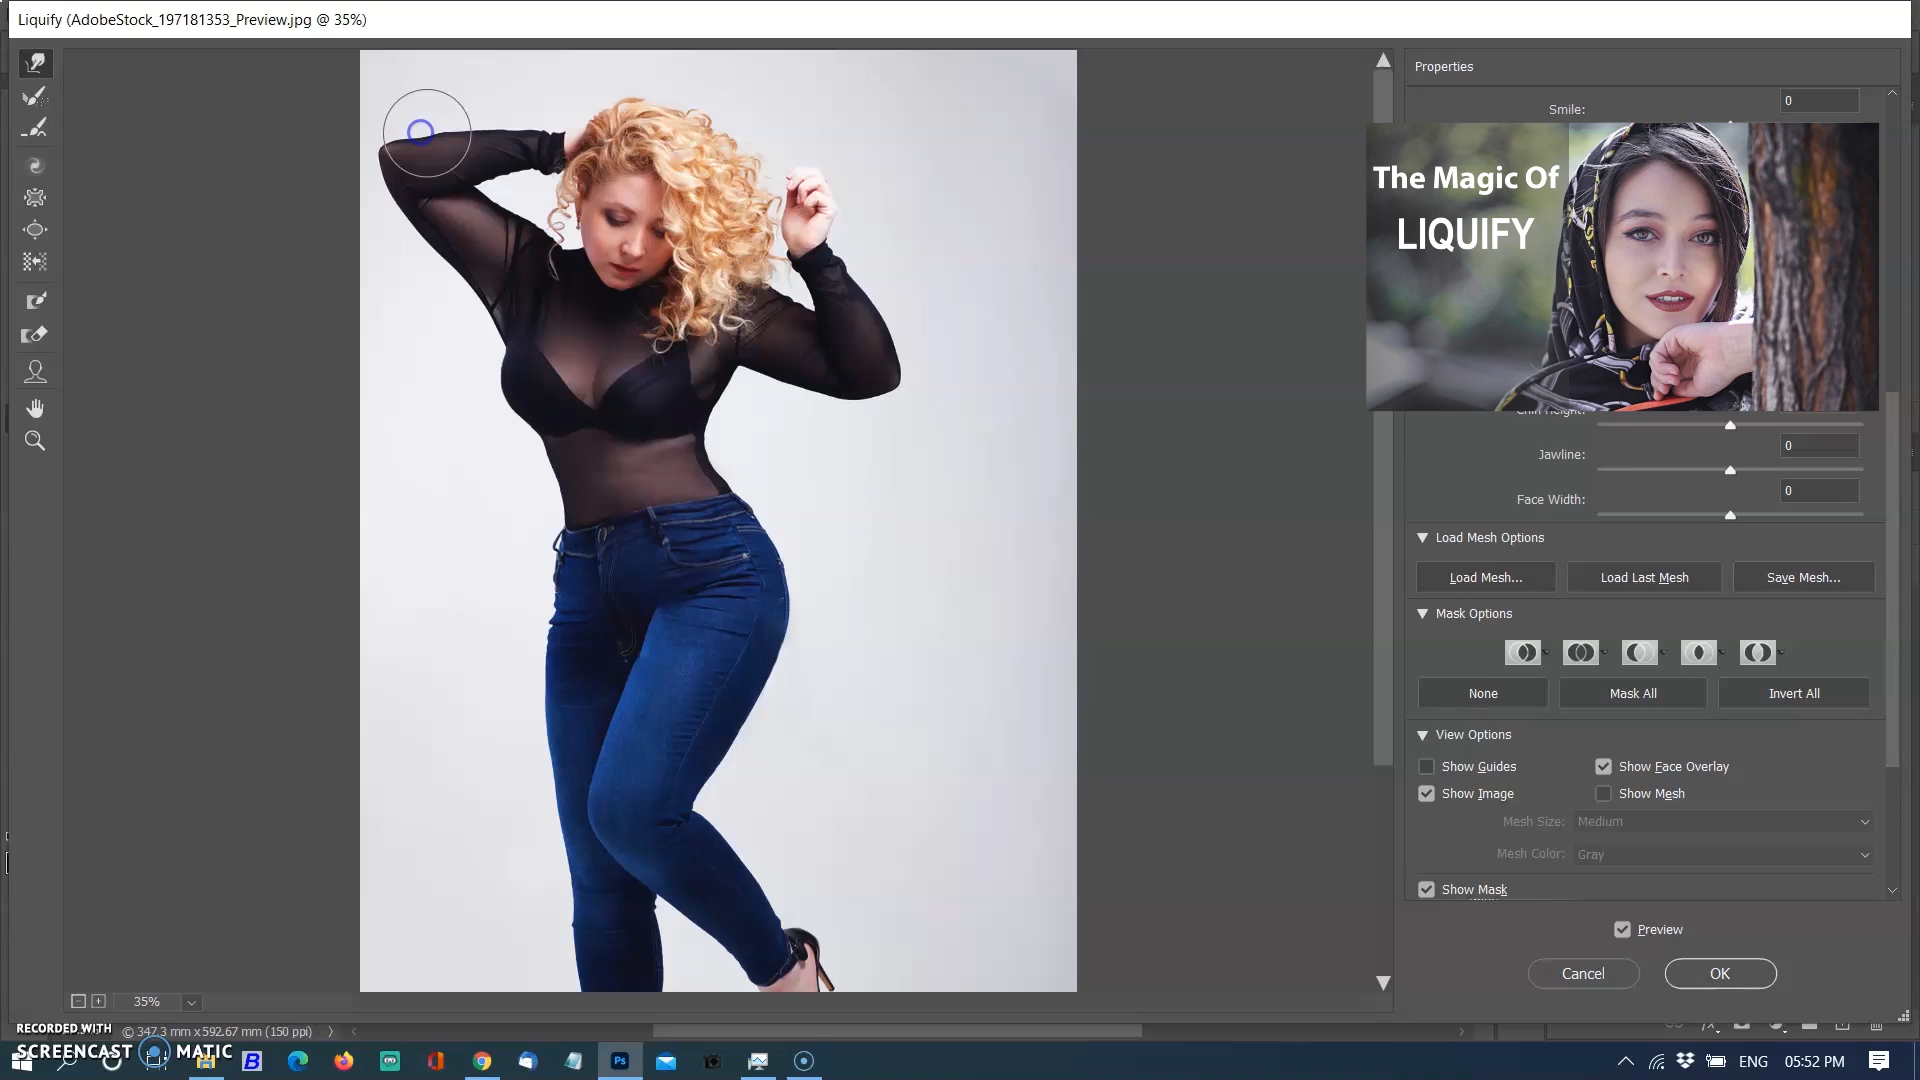 Liquify (AdobeStock_197181353_Preview.jpg @ 35%)
Properties
Smile:
0
The Magic Of
LIQUIFY
Chin Height:
Jawline:
0
Face Width:
0
Load Mesh Options
Load Mesh...
Load Last Mesh
Save Mesh...
Mask Options
None
Mask All
Invert All
View Options
Show Guides
Show Face Overlay
Show Image
Show Mesh
Mesh Size:
Medium
Mesh Color:
Gray
Show Mask
Preview
Cancel
OK
35%
RECORDED WITH
SCREENCAST MATIC
347.3 mm x 592.67 mm (150 ppi)
B
Ps
ENG
05:52 PM